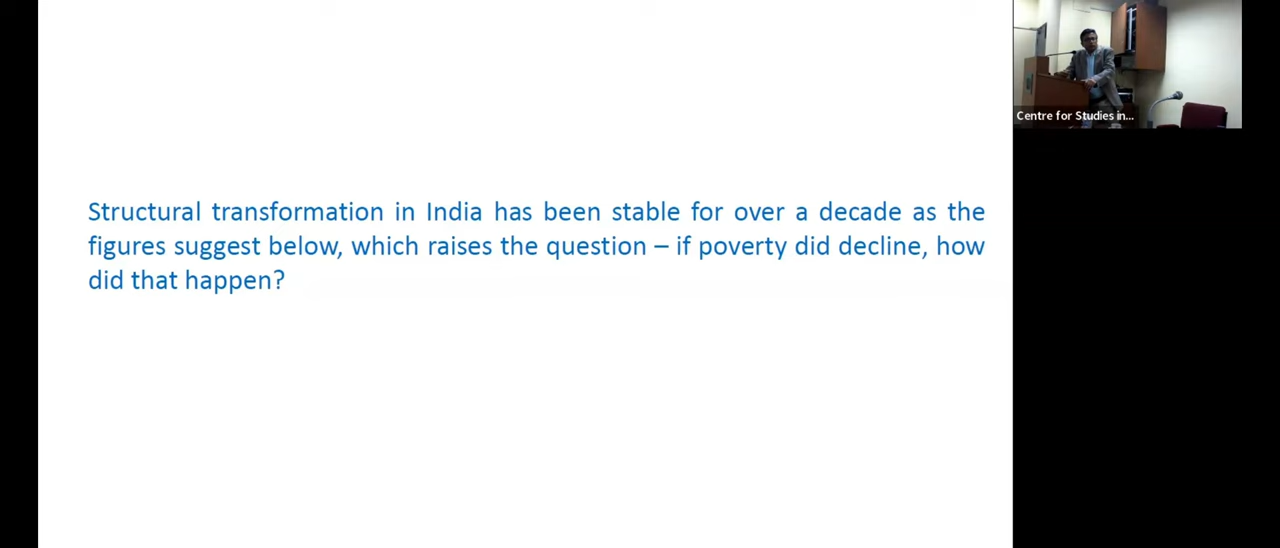 Structural transformation in India has been stable for over a decade as the
figures suggest below, which raises the question – if poverty did decline, how
did that happen?
Centre for Studies in...